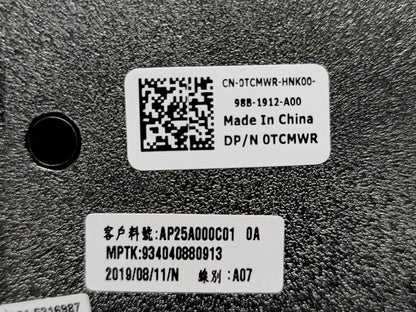 CN-0TCMWR-HNK00-
98B-1912-A00
Made In China
DP/N 0TCMWR
客户料號:AP25A000C01 0A
MPTK:934040880913
2019/08/11/N 線別:A07